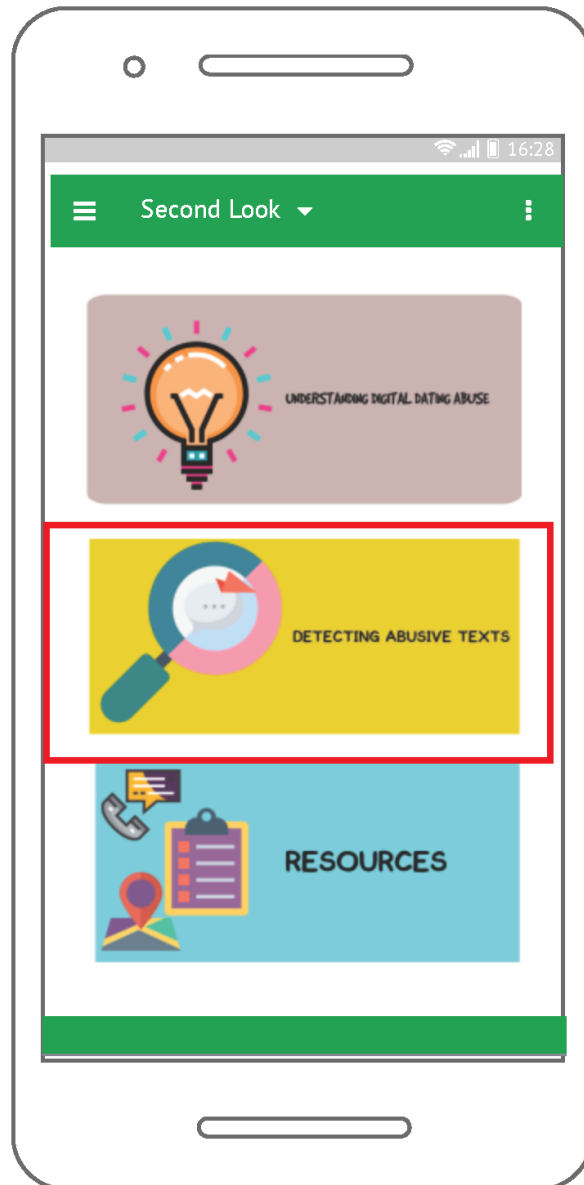 16:28
Second Look
UNDERSTANDING DIGITAL DATING ABUSE
DETECTING ABUSIVE TEXTS
RESOURCES